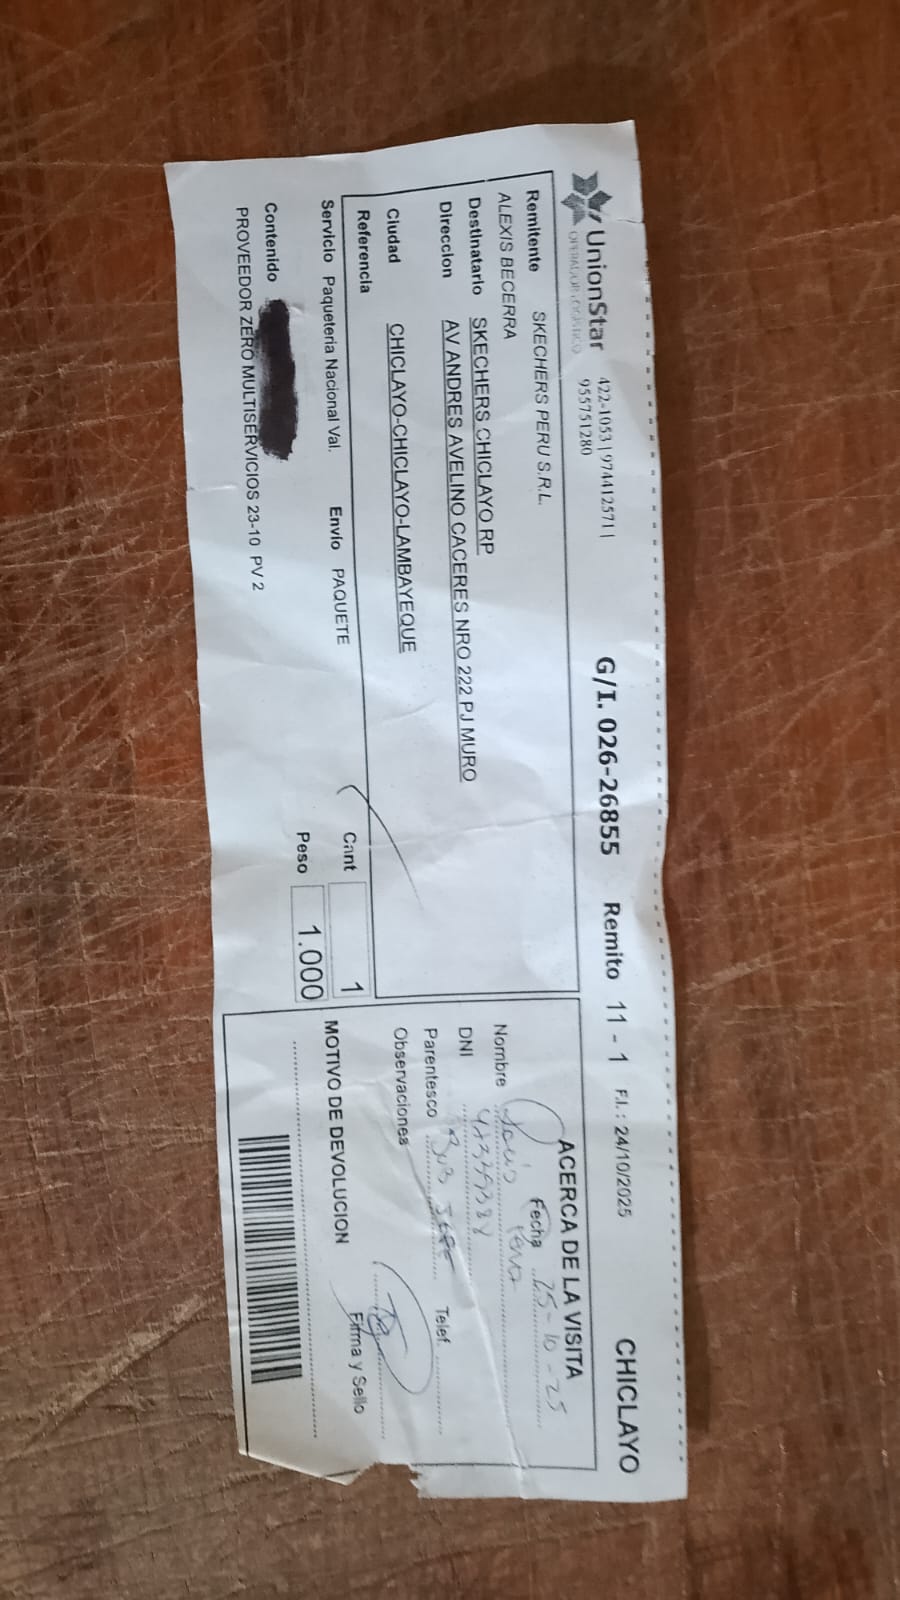 UnionStar
OPERADOR LOGISTICO
422-1053 | 974412571 |
955751280
G/I. 026-26855 Remito 11 - 1 F.I.: 24/10/2025 CHICLAYO
Remitente SKECHERS PERU S.R.L.
ALEXIS BECERRA
Destinatario SKECHERS CHICLAYO RP
Direccion AV ANDRES AVELINO CACERES NRO 222 PJ MURO
Ciudad CHICLAYO-CHICLAYO-LAMBAYEQUE
Referencia
Servicio Paqueteria Nacional Val. Envío PAQUETE Cant 1
Peso 1.000
Contenido
PROVEEDOR ZERO MULTISERVICIOS 23-10 PV 2
ACERCA DE LA VISITA
Fecha 25-10-25
Nombre
DNI
Parentesco Telef.
Observaciones
MOTIVO DE DEVOLUCION Firma y Sello